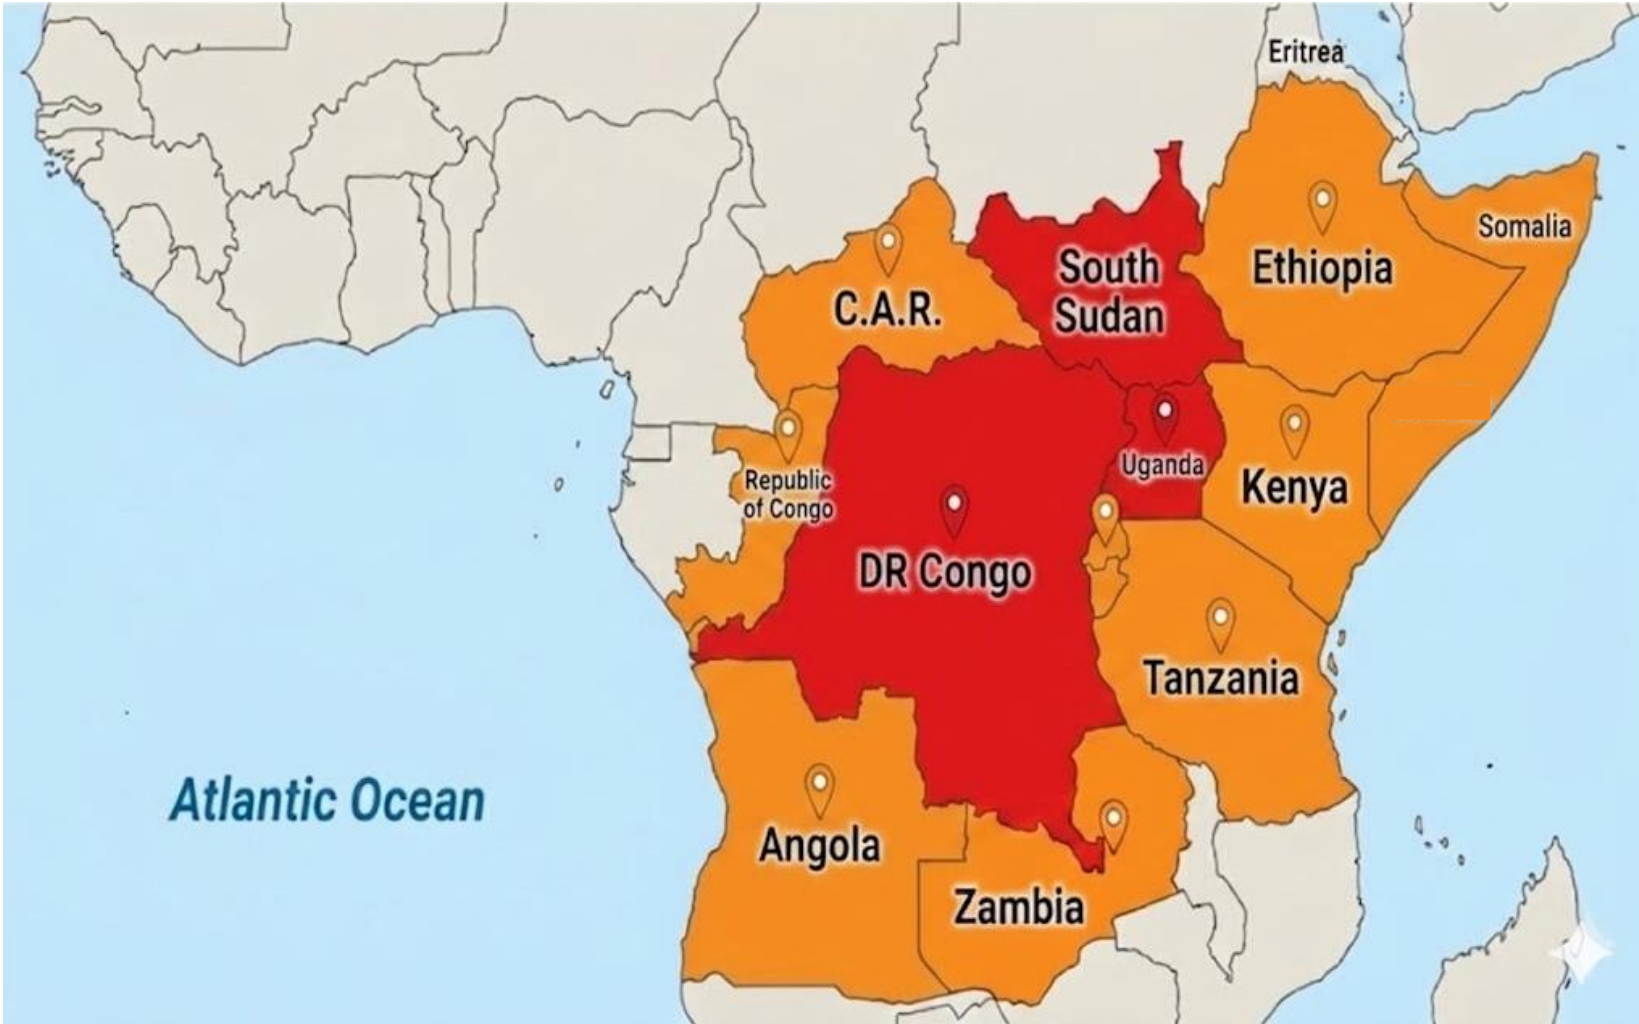 Eritrea
Somalia
South
Sudan
Ethiopia
C.A.R.
Uganda
Republic
of Congo
Kenya
DR Congo
Tanzania
Atlantic Ocean
Angola
Zambia